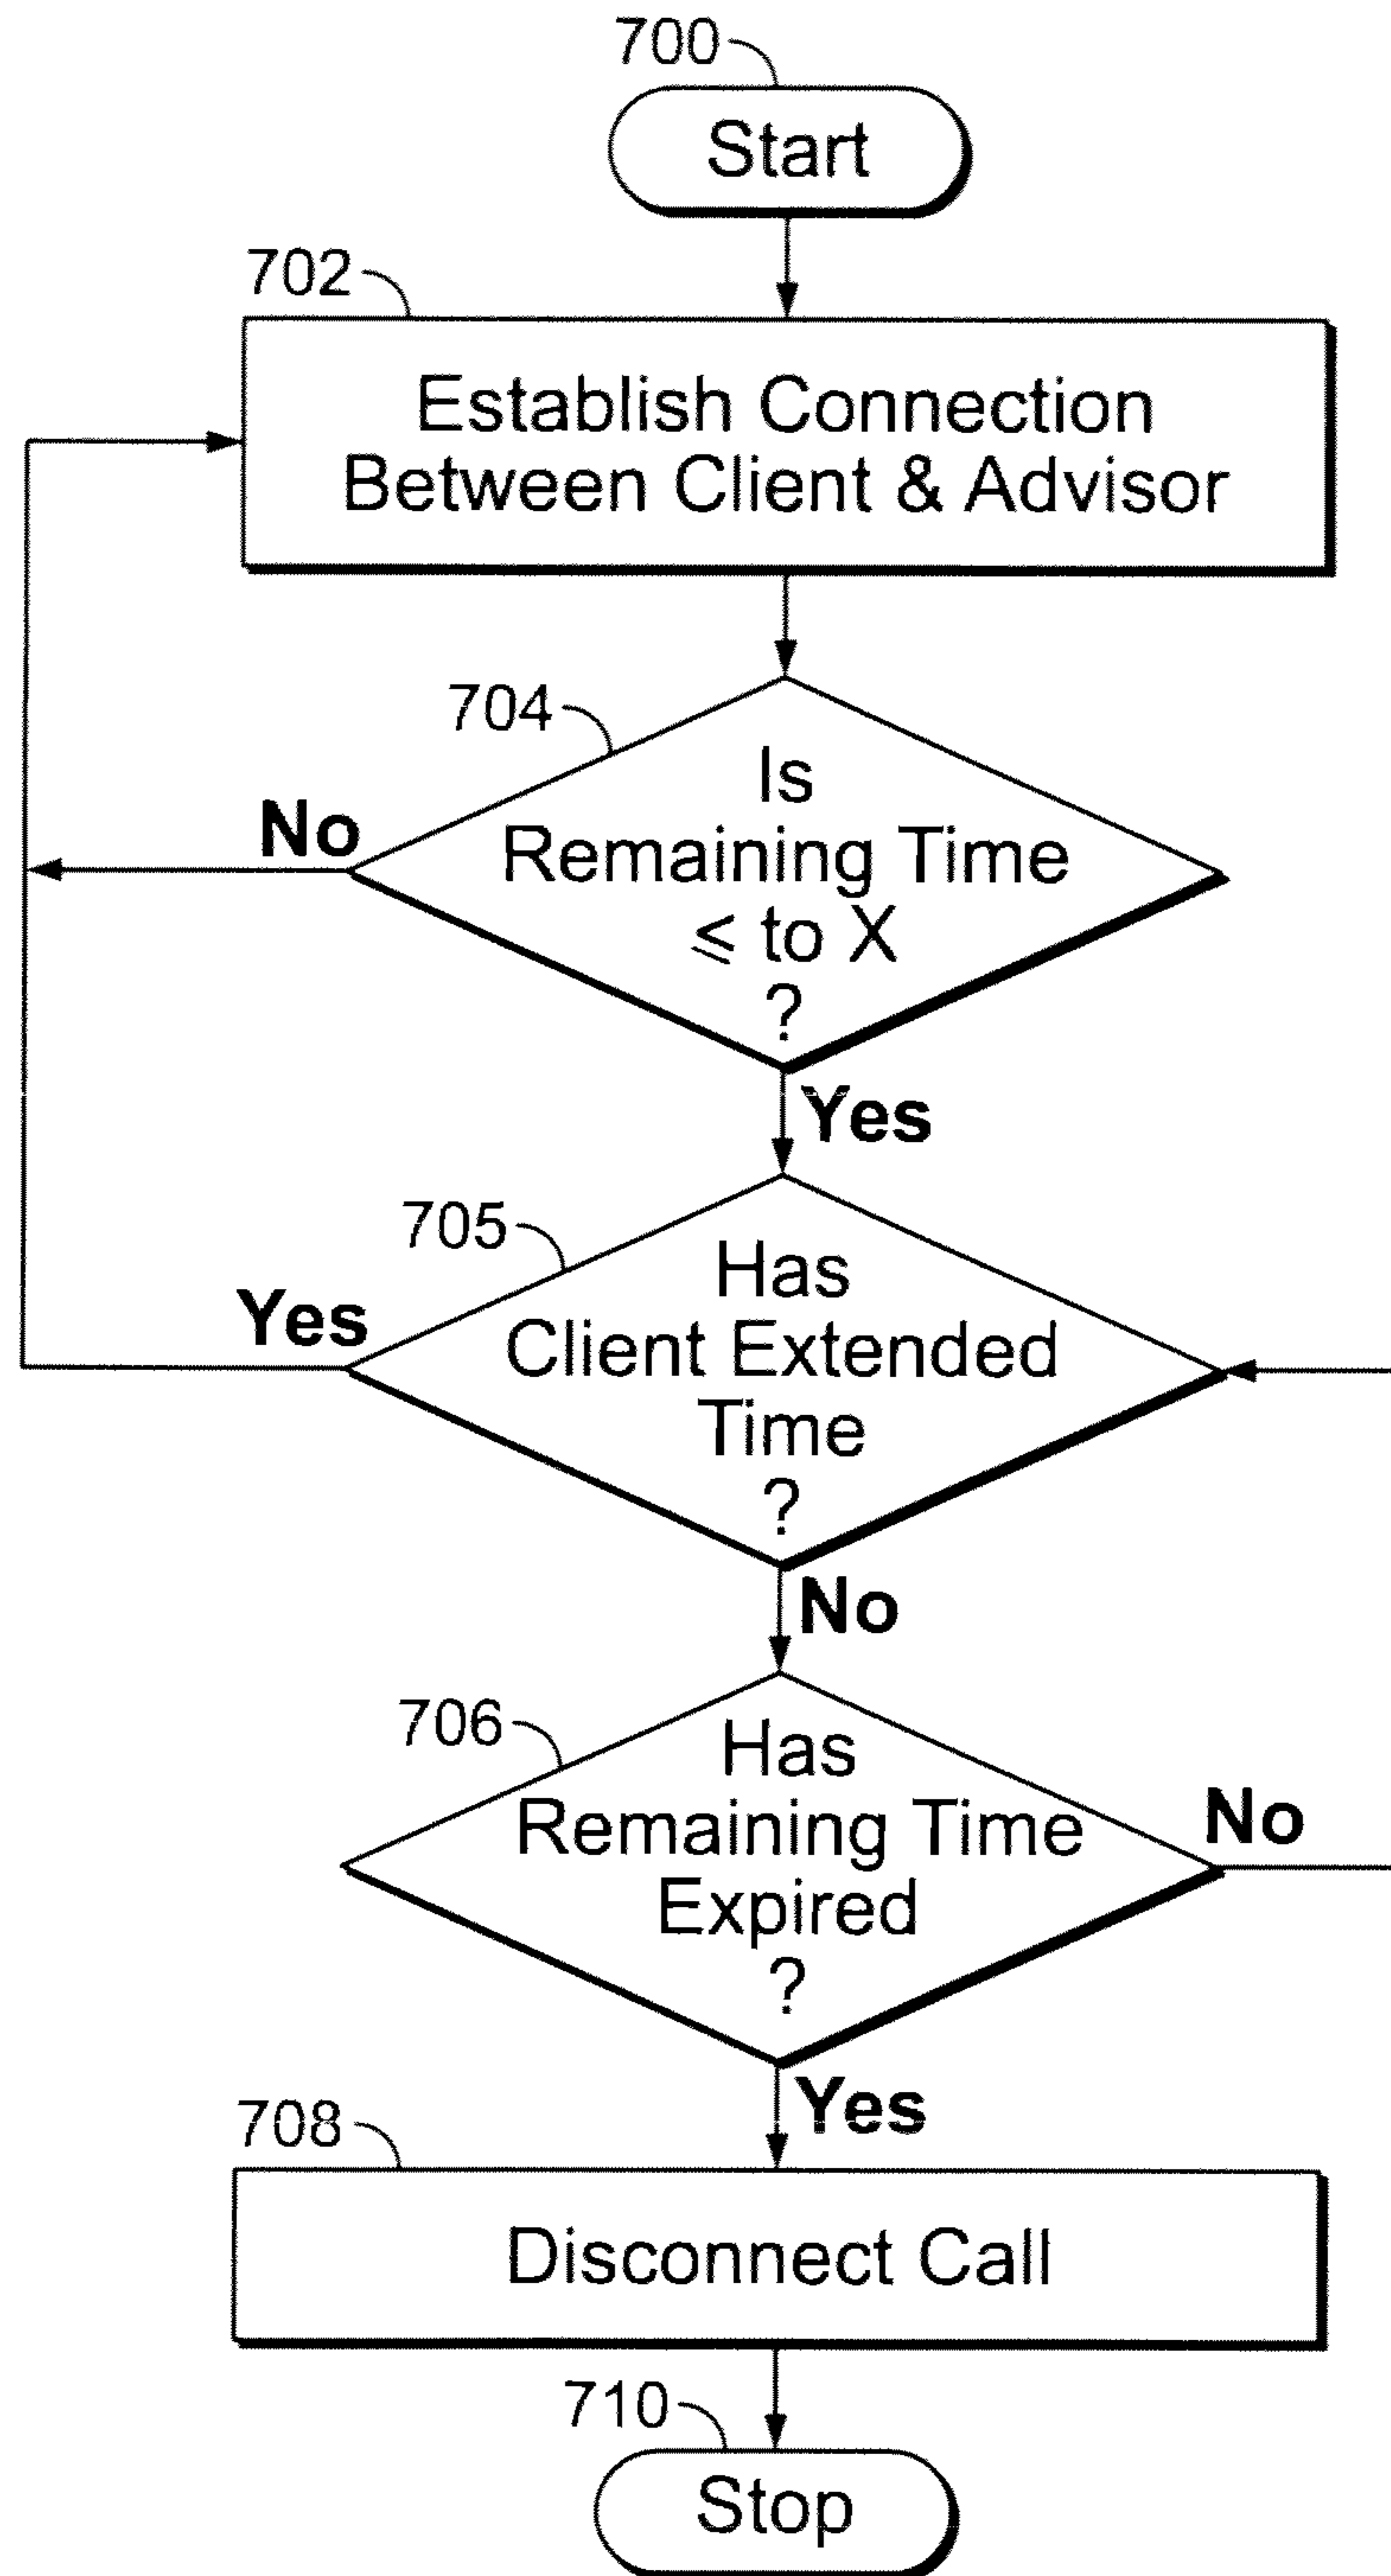 700
Start
702
Establish Connection
Between Client & Advisor
704
Is
Remaining Time
≤ to X
?
No
Yes
705
Has
Client Extended
Time
?
Yes
No
706
Has
Remaining Time
Expired
?
No
Yes
708
Disconnect Call
710
Stop